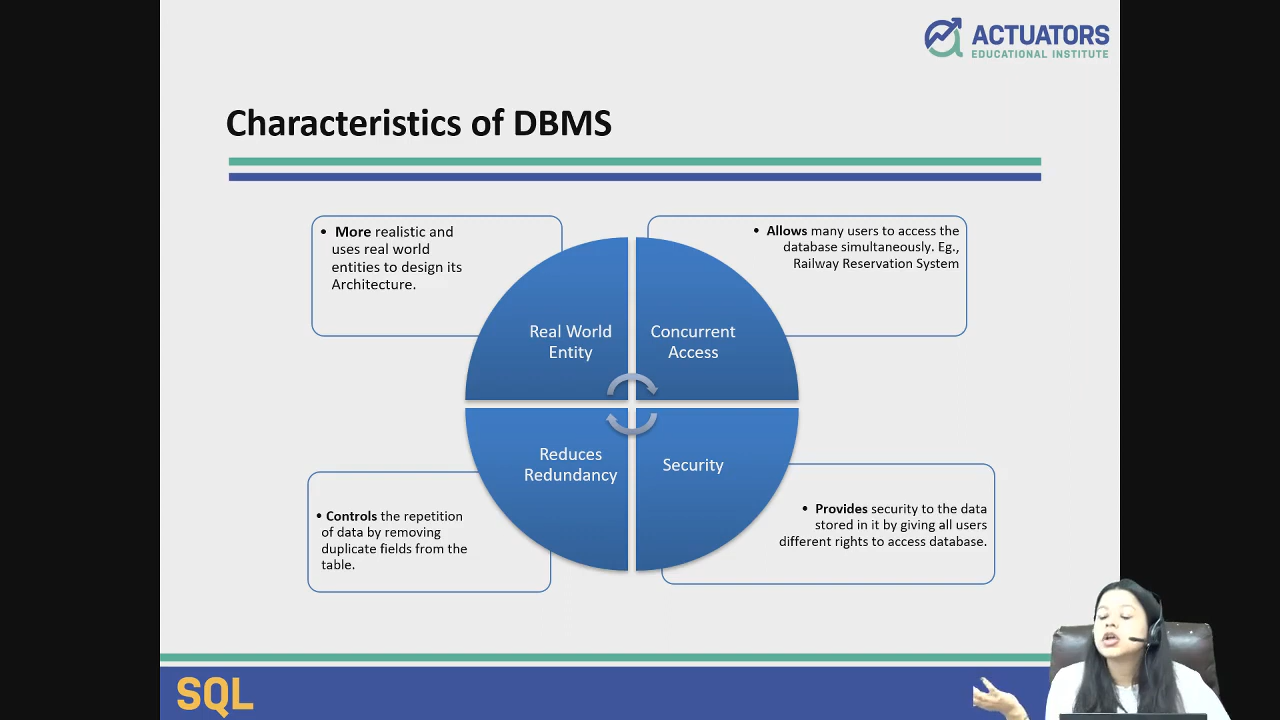 ACTUATORS
EDUCATIONAL INSTITUTE
Characteristics of DBMS
• More realistic and
uses real world
entities to design its
Architecture.
• Allows many users to access the
database simultaneously. Eg.,
Railway Reservation System
Real World
Entity
Concurrent
Access
Reduces
Redundancy
Security
• Controls the repetition
of data by removing
duplicate fields from the
table.
• Provides security to the data
stored in it by giving all users
different rights to access database.
SQL